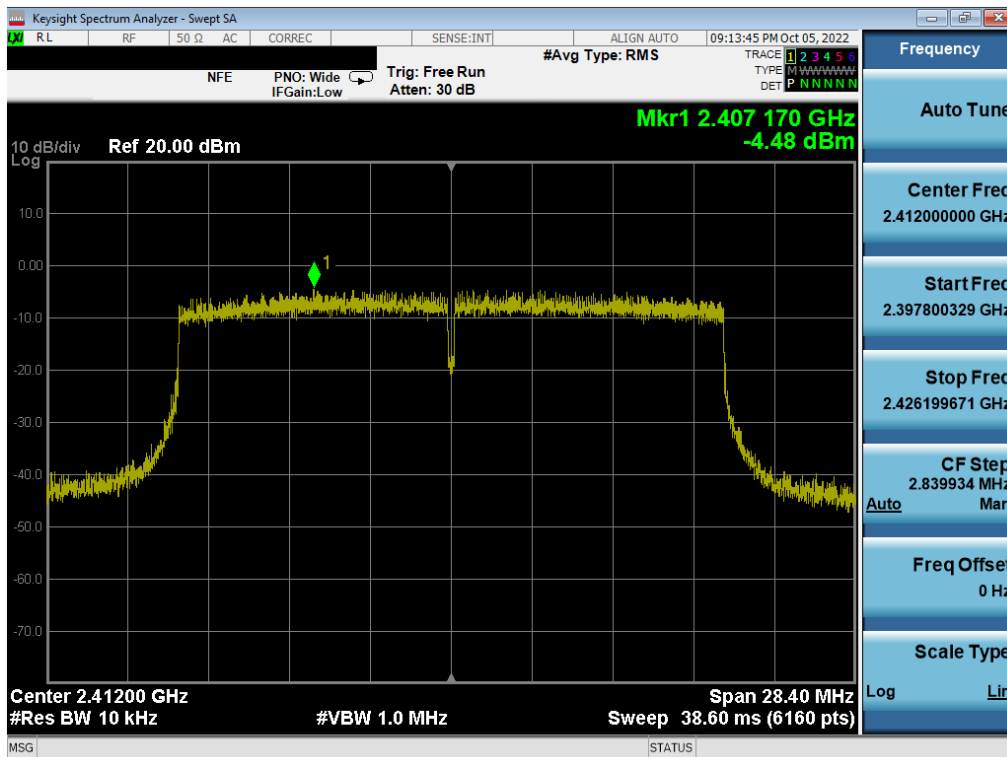 Keysight Spectrum Analyzer - Swept SA
LXI RL RF 50 Ω AC CORREC SENSE:INT ALIGN AUTO 09:13:45 PM Oct 05, 2022
NFE PNO: Wide Trig: Free Run #Avg Type: RMS TRACE 1 2 3 4 5 6
IFGain:Low Atten: 30 dB TYPE M WWWWW
DET P N N N N N
Mkr1 2.407 170 GHz
-4.48 dBm
10 dB/div Ref 20.00 dBm
Log
1
10.0
0.00
-10.0
-20.0
-30.0
-40.0
-50.0
-60.0
-70.0
Center 2.41200 GHz Span 28.40 MHz
#Res BW 10 kHz #VBW 1.0 MHz Sweep 38.60 ms (6160 pts)
MSG STATUS
Frequency
Auto Tune
Center Freq
2.412000000 GHz
Start Freq
2.397800329 GHz
Stop Freq
2.426199671 GHz
CF Step
2.839934 MHz
Auto Man
Freq Offset
0 Hz
Scale Type
Log Lin